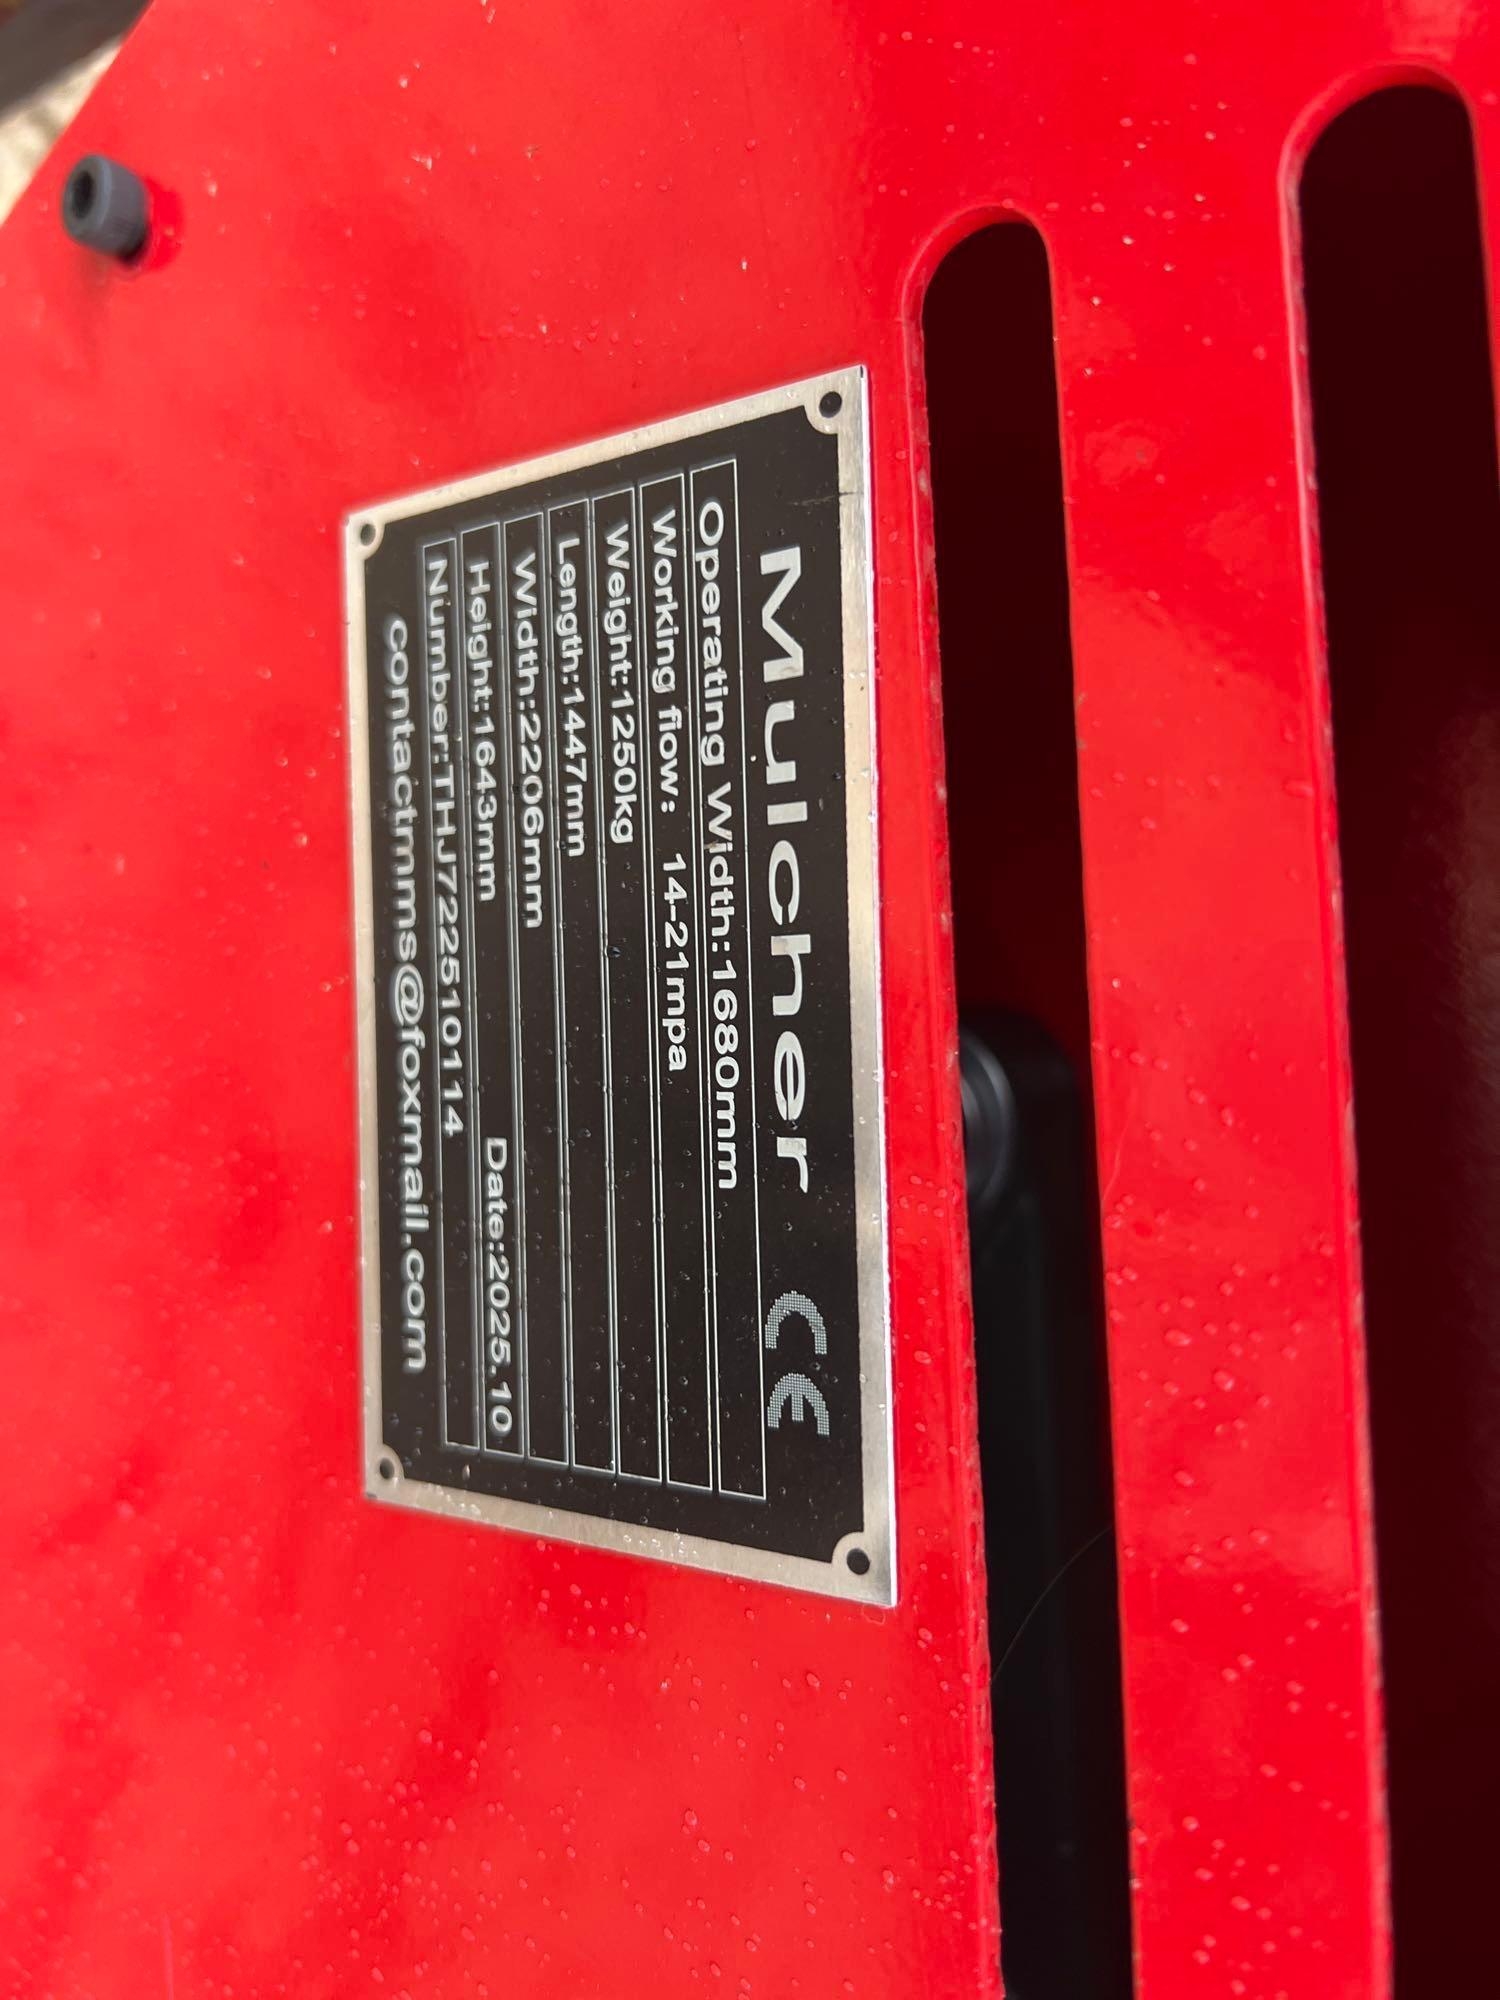 Mulcher CE
Operating Width:1680mm
Working flow: 14-21mpa
Weight:1250kg
Length:1447mm
Width:2206mm
Height:1643mm Date:2025.10
Number:THJ722510114
contactmms@foxmail.com